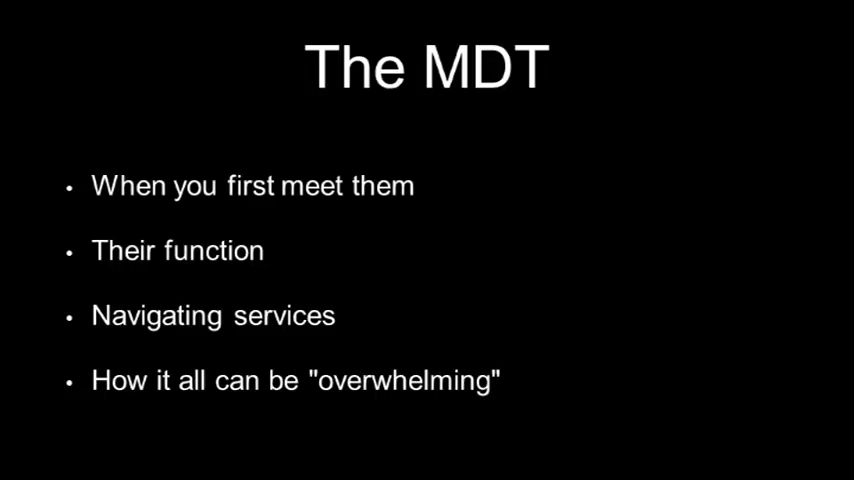 The MDT
• When you first meet them
• Their function
• Navigating services
• How it all can be "overwhelming"